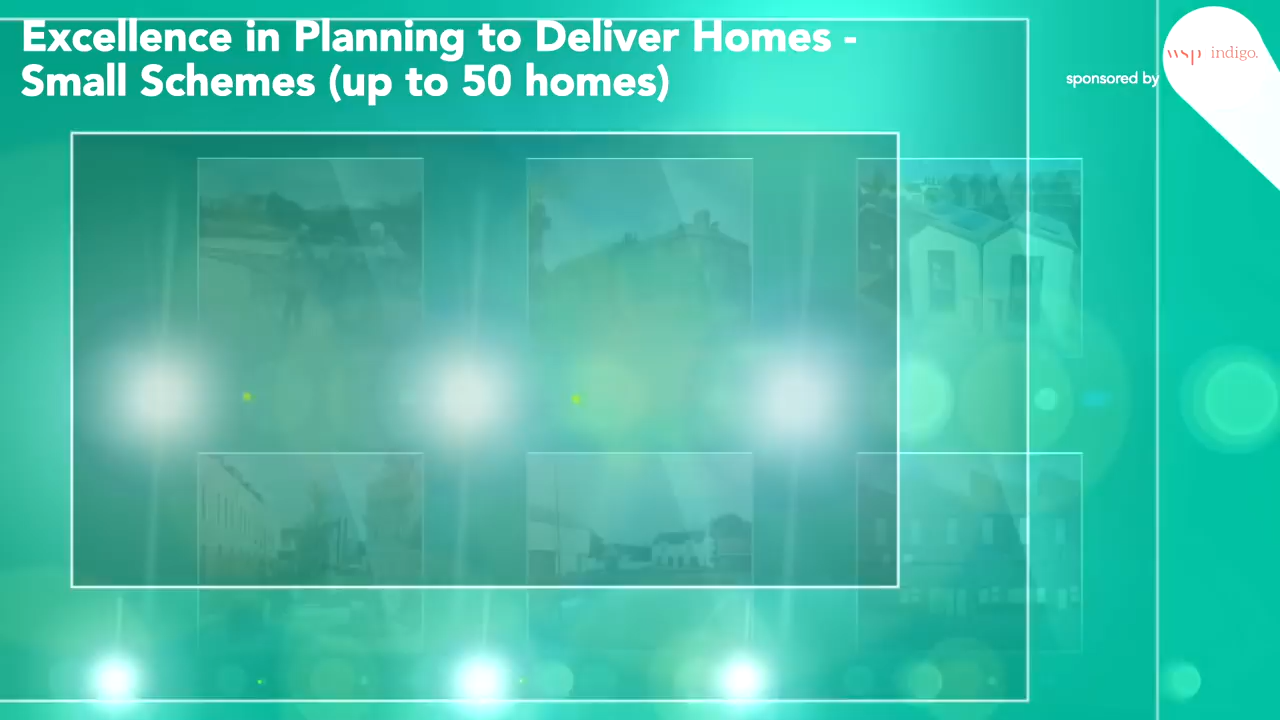 Excellence in Planning to Deliver Homes -
Small Schemes (up to 50 homes)
sponsored by
wsp indigo.